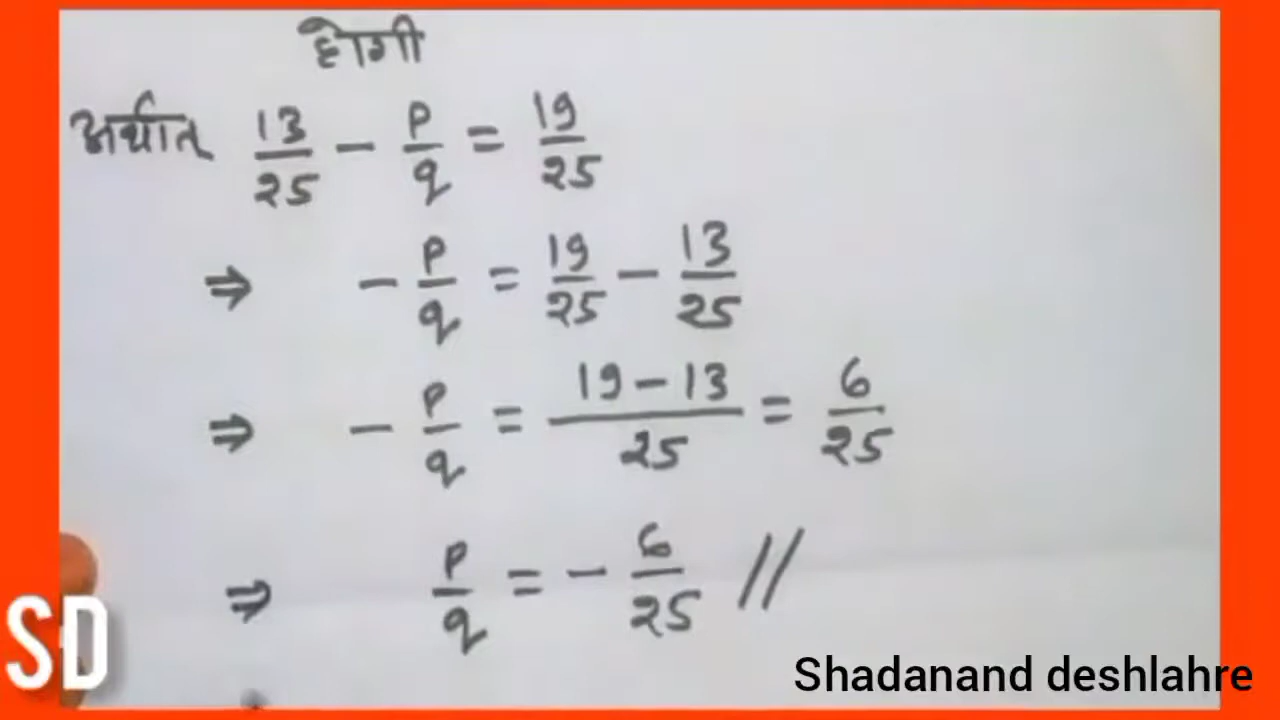 होगी
अर्थात् 13/25 - P/q = 19/25
⇒ - P/q = 19/25 - 13/25
⇒ - P/q = 19-13/25 = 6/25
⇒ P/q = - 6/25 //
SD
Shadanand deshlahre